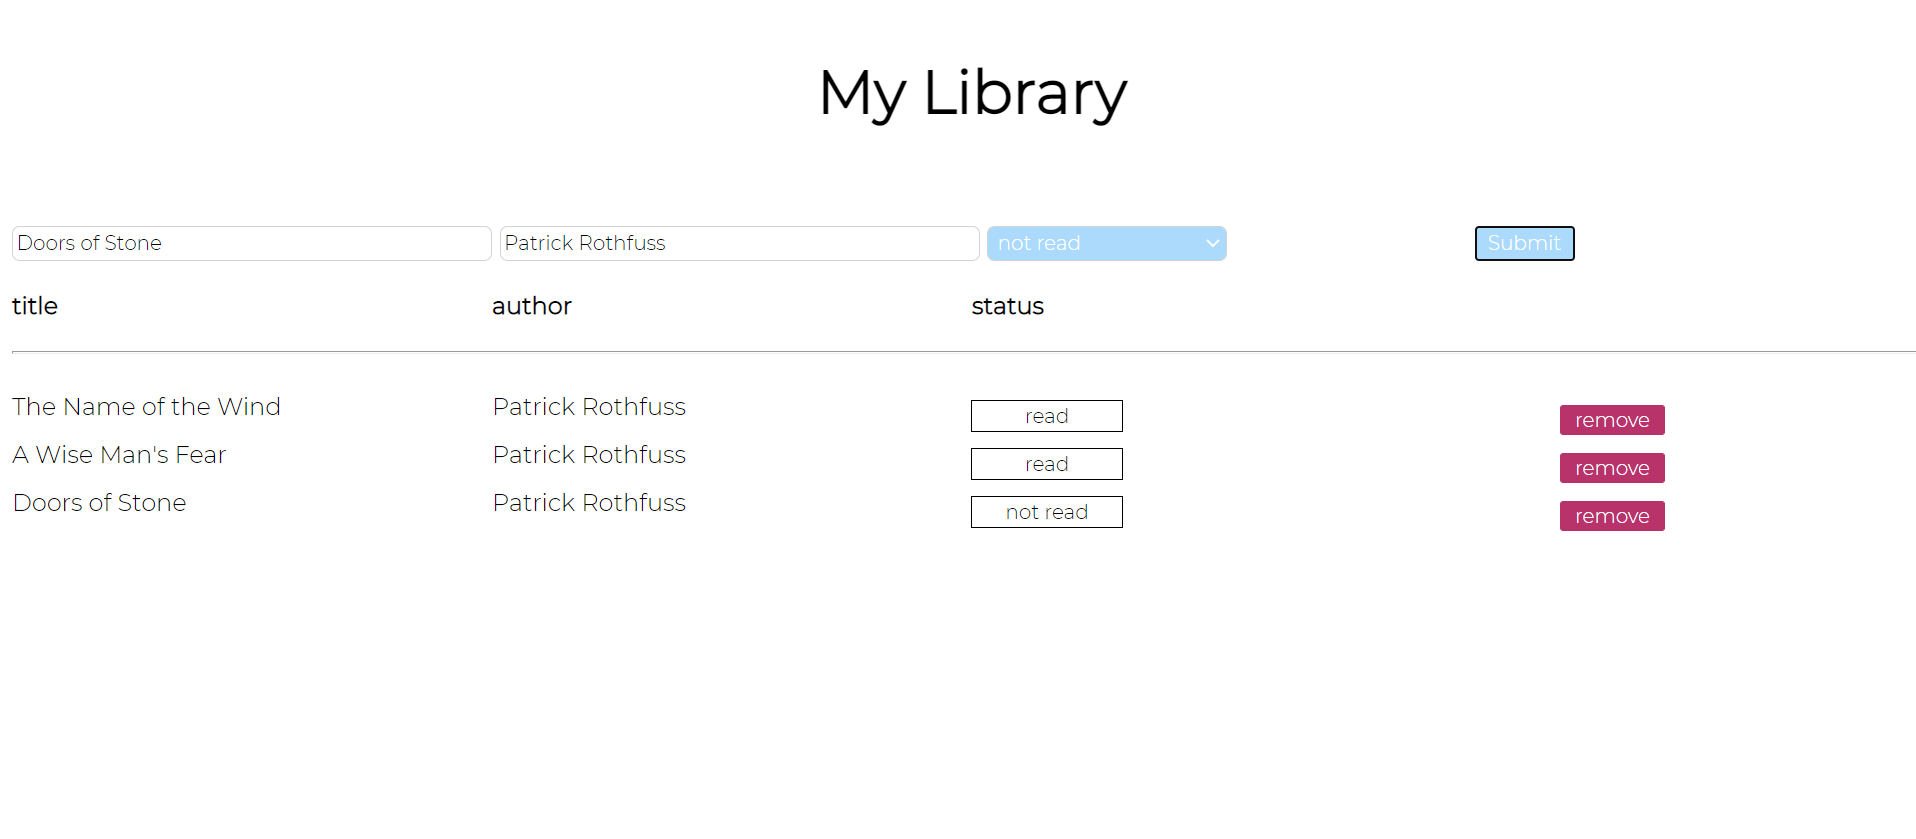 My Library
Doors of Stone Patrick Rothfuss not read Submit
title author status
The Name of the Wind Patrick Rothfuss read remove
A Wise Man's Fear Patrick Rothfuss read remove
Doors of Stone Patrick Rothfuss not read remove